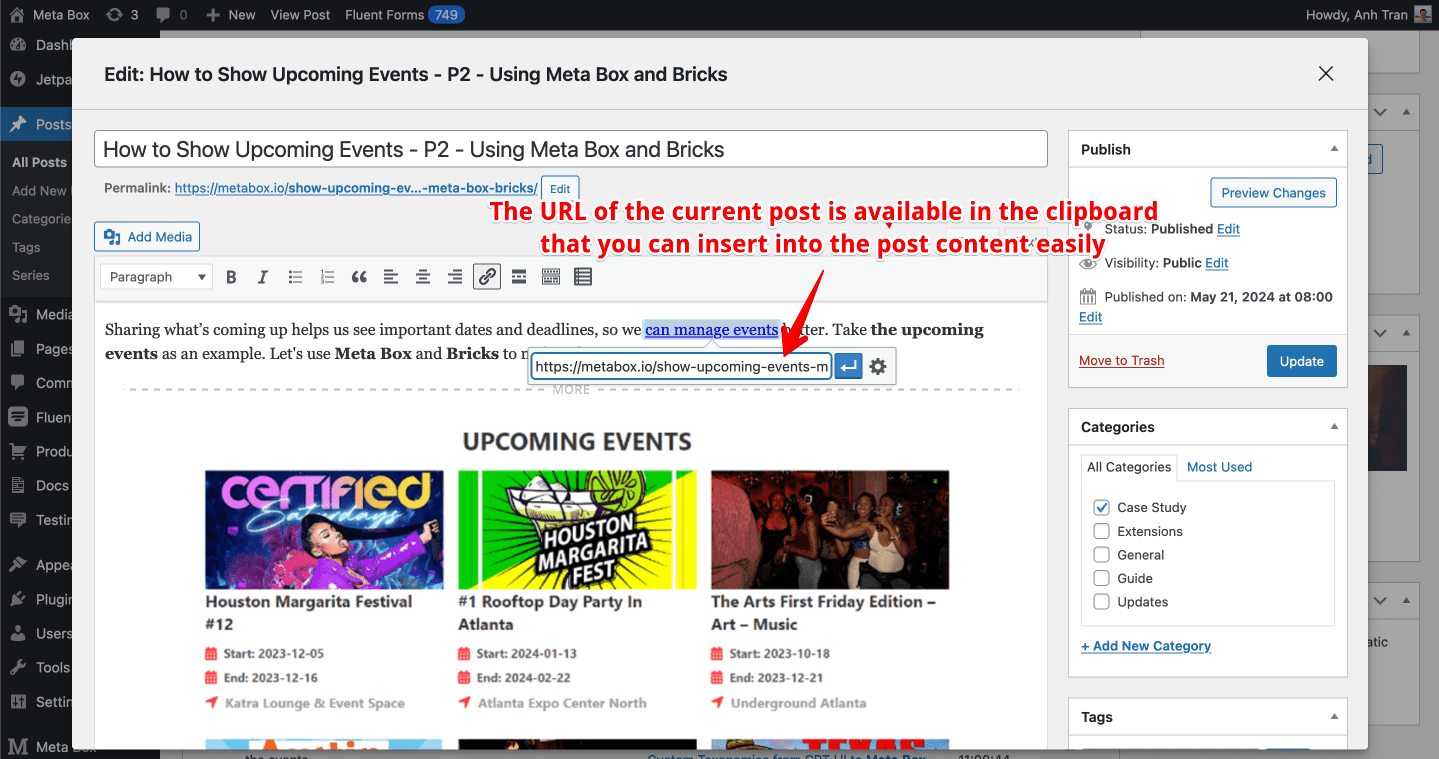 Meta Box
3
0
New
View Post
Fluent Forms 749
Howdy, Anh Tran
Dashb
Jetpa
Posts
All Posts
Add New
Categorie
Tags
Series
Media
Pages
Comm
Fluen
Produ
Docs
Testin
Appea
Plugin
Users
Tools
Settin
Meta Box
Edit: How to Show Upcoming Events - P2 - Using Meta Box and Bricks
How to Show Upcoming Events - P2 - Using Meta Box and Bricks
Permalink: https://metabox.io/show-upcoming-ev...-meta-box-bricks/ Edit
The URL of the current post is available in the clipboard
that you can insert into the post content easily
Add Media
Paragraph
B I
Sharing what’s coming up helps us see important dates and deadlines, so we can manage events better. Take the upcoming
events as an example. Let's use Meta Box and Bricks to
https://metabox.io/show-upcoming-events-m
MORE
UPCOMING EVENTS
CERTIFIED
Saturdays
HOUSTON
MARGARITA
FEST
Houston Margarita Festival
#12
Start: 2023-12-05
End: 2023-12-16
Katra Lounge & Event Space
#1 Rooftop Day Party In
Atlanta
Start: 2024-01-13
End: 2024-02-22
Atlanta Expo Center North
The Arts First Friday Edition –
Art – Music
Start: 2023-10-18
End: 2023-12-21
Underground Atlanta
Austin
TEXAS
Publish
Preview Changes
Status: Published Edit
Visibility: Public Edit
Published on: May 21, 2024 at 08:00
Edit
Move to Trash
Update
Categories
All Categories
Most Used
Case Study
Extensions
General
Guide
Updates
+ Add New Category
Tags
atic
the events